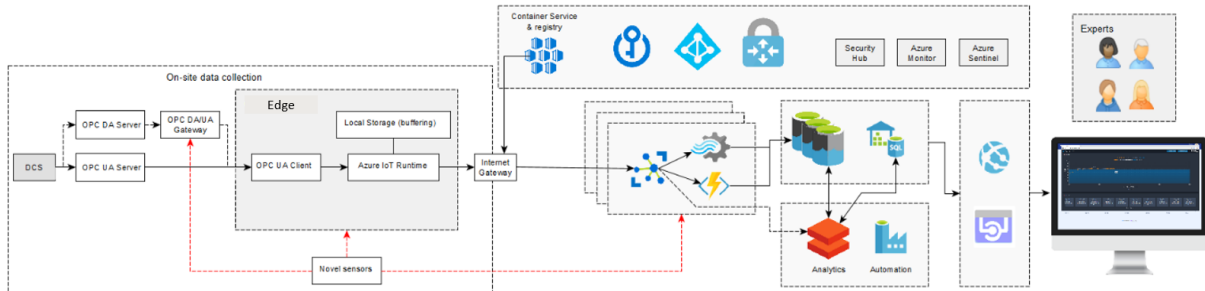 Container Service
& registry
Security
Hub
Azure
Monitor
Azure
Sentinel
Experts
On-site data collection
Edge
OPC DA Server
OPC DA/UA
Gateway
Local Storage (buffering)
DCS
OPC UA Server
OPC UA Client
Azure IoT Runtime
Internet
Gateway
SQL
Novel sensors
Analytics
Automation